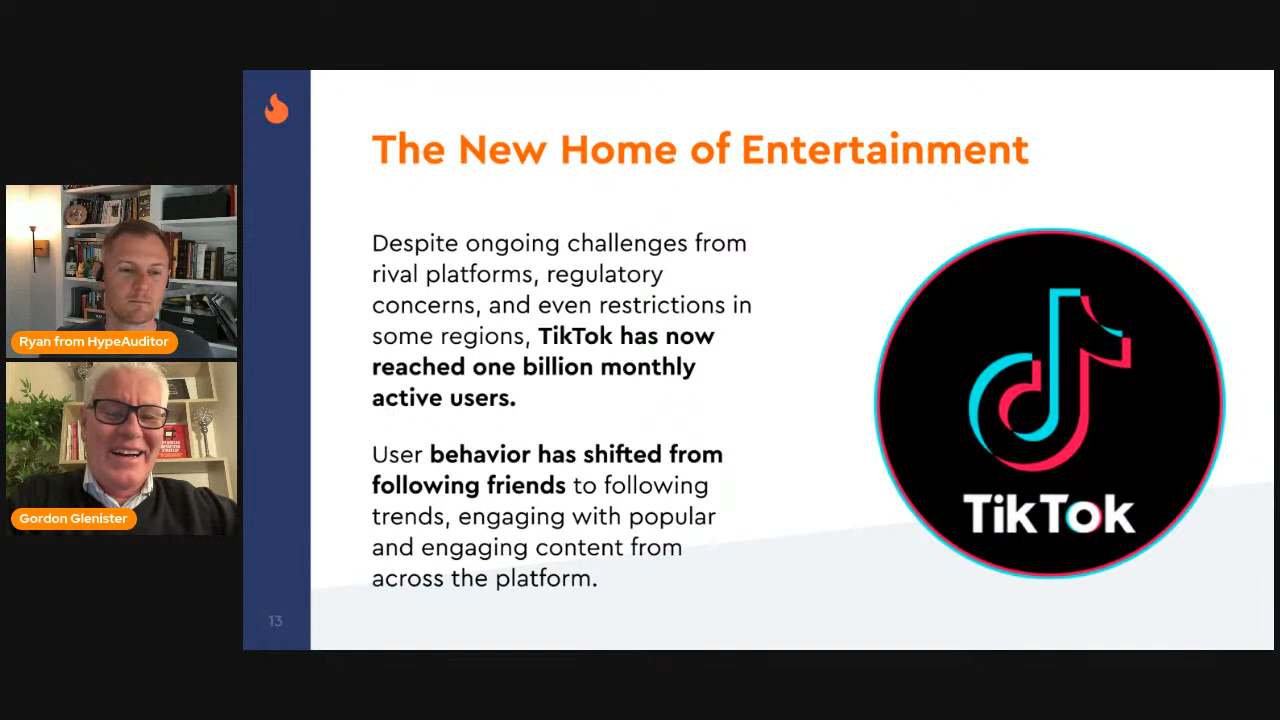 The New Home of Entertainment
Despite ongoing challenges from
rival platforms, regulatory
concerns, and even restrictions in
some regions, TikTok has now
reached one billion monthly
active users.
User behavior has shifted from
following friends to following
trends, engaging with popular
and engaging content from
across the platform.
TikTok
13
Ryan from HypeAuditor
Gordon Glenister